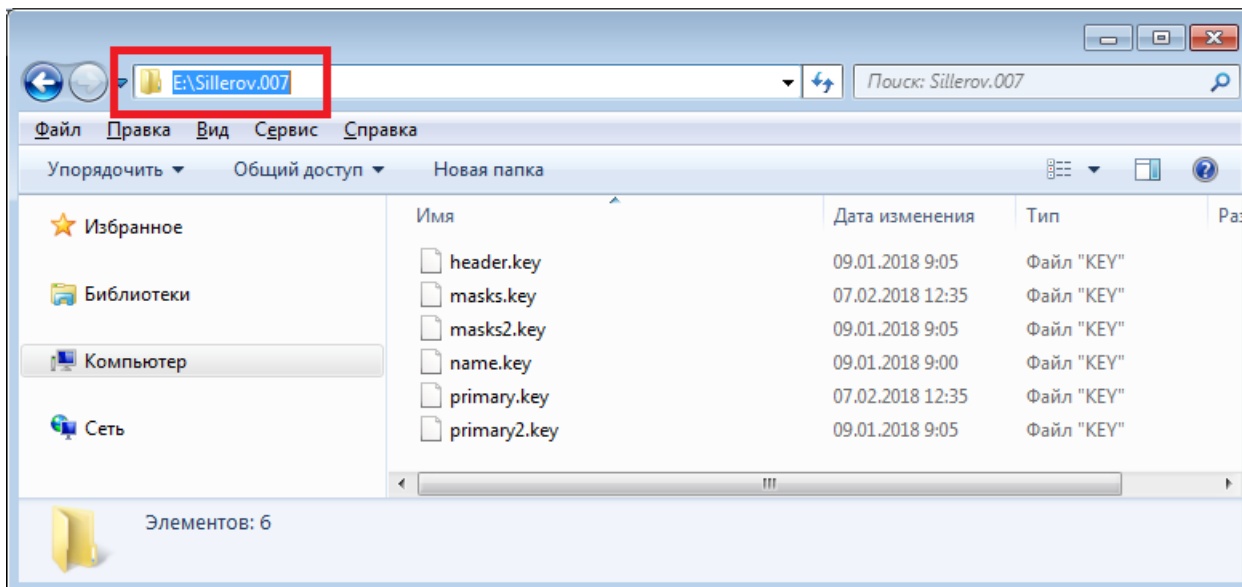 E:\Sillerov.007
Поиск: Sillerov.007
Файл Правка Вид Сервис Справка
Упорядочить Общий доступ Новая папка
Имя Дата изменения Тип
Избранное
header.key 09.01.2018 9:05 Файл "KEY"
Библиотеки
masks.key 07.02.2018 12:35 Файл "KEY"
masks2.key 09.01.2018 9:05 Файл "KEY"
Компьютер
name.key 09.01.2018 9:00 Файл "KEY"
primary.key 07.02.2018 12:35 Файл "KEY"
Сеть
primary2.key 09.01.2018 9:05 Файл "KEY"
Элементов: 6